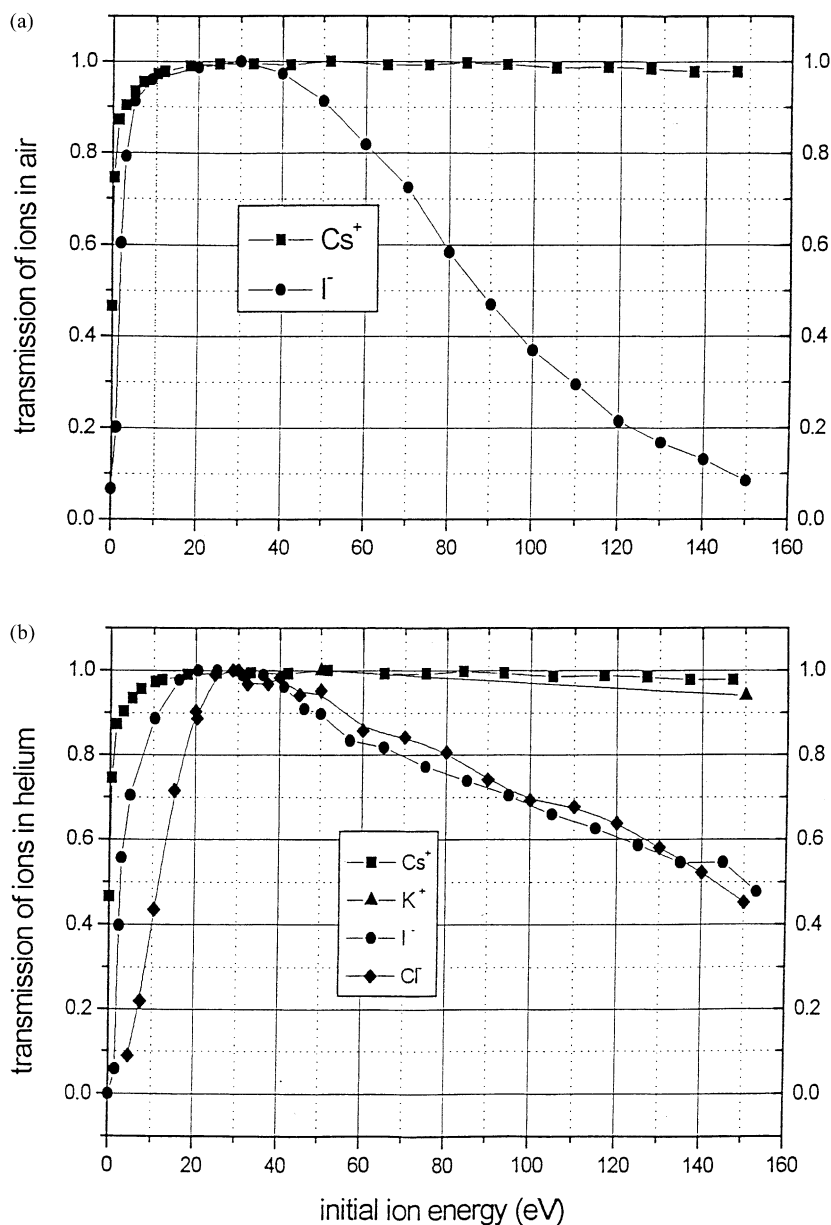 (a)
transmission of ions in air
1.0
0.8
0.6
0.4
0.2
0.0
1.0
0.8
0.6
0.4
0.2
0.0
Cs+
I-
0 20 40 60 80 100 120 140 160
(b)
transmission of ions in helium
1.0
0.8
0.6
0.4
0.2
0.0
1.0
0.8
0.6
0.4
0.2
0.0
Cs+
K+
I-
Cl-
0 20 40 60 80 100 120 140 160
initial ion energy (eV)